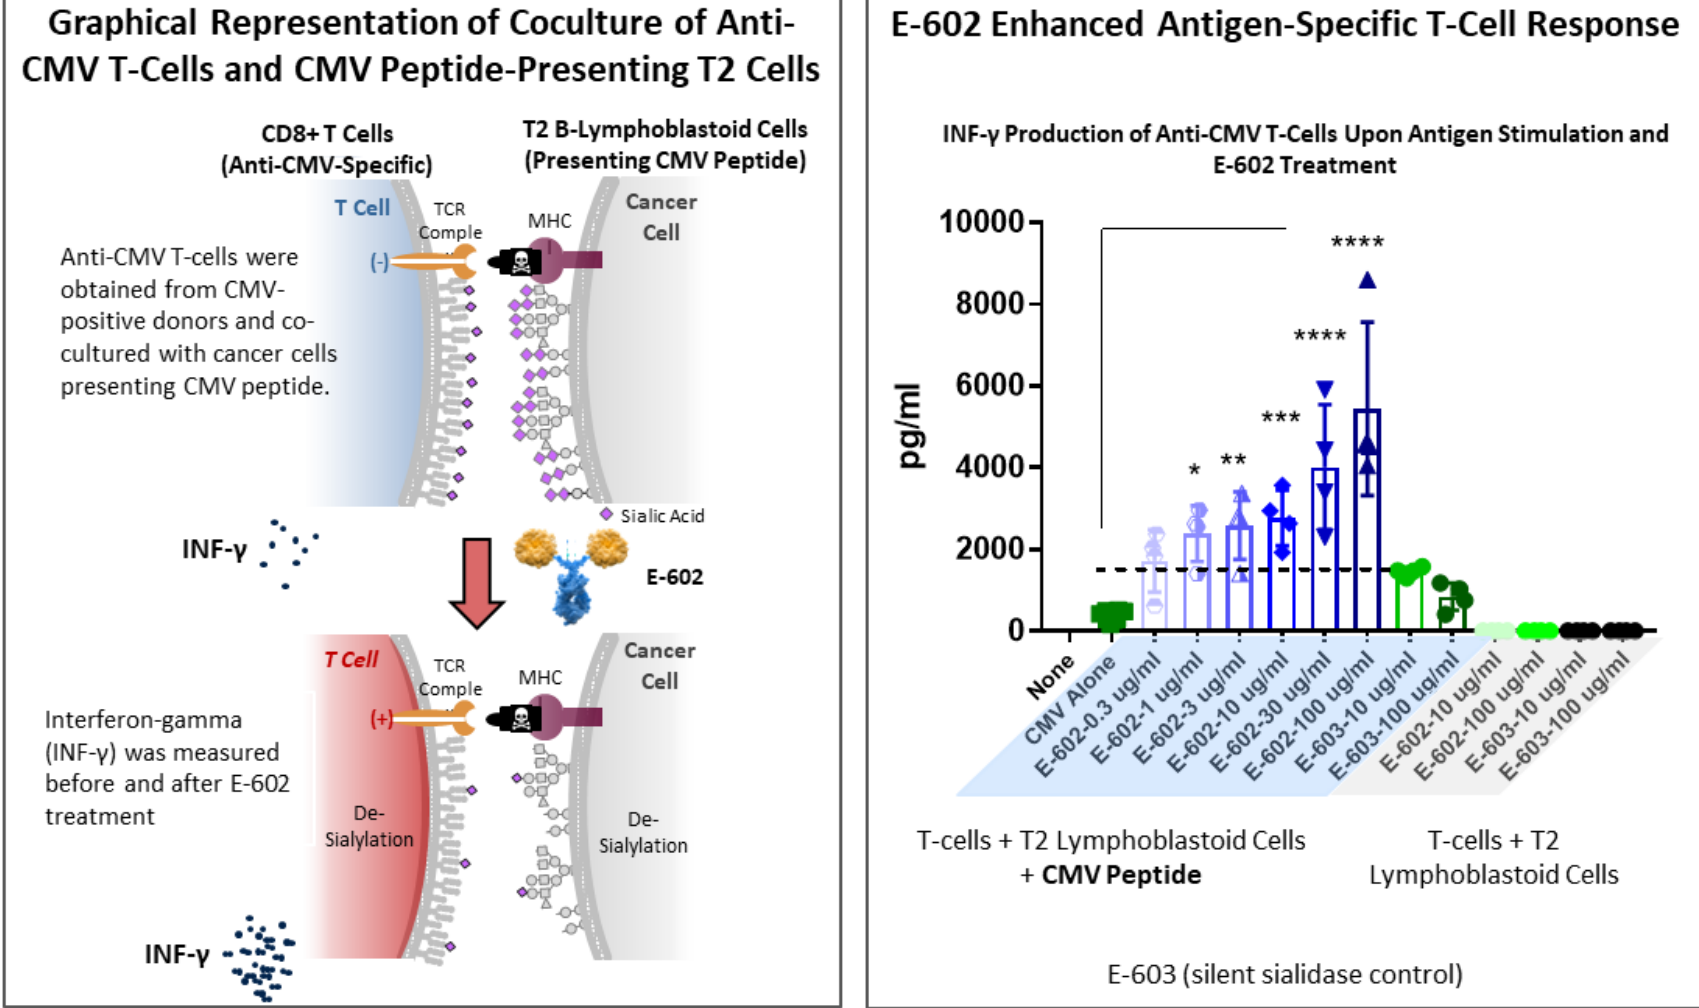 Graphical Representation of Coculture of Anti-
CMV T-Cells and CMV Peptide-Presenting T2 Cells
CD8+ T Cells
(Anti-CMV-Specific)
T2 B-Lymphoblastoid Cells
(Presenting CMV Peptide)
T Cell
TCR
Comple
MHC
I
Cancer
Cell
(-)
Anti-CMV T-cells were
obtained from CMV-
positive donors and co-
cultured with cancer cells
presenting CMV peptide.
Sialic Acid
INF-γ
E-602
T Cell
TCR
Comple
MHC
Cancer
Cell
(+)
Interferon-gamma
(INF-γ) was measured
before and after E-602
treatment
De-
Sialylation
De-
Sialylation
INF-γ
E-602 Enhanced Antigen-Specific T-Cell Response
INF-γ Production of Anti-CMV T-Cells Upon Antigen Stimulation and
E-602 Treatment
pg/ml
10000
8000
6000
4000
2000
0
*
**
***
****
****
None
CMV Alone
E-602-0.3 ug/ml
E-602-1 ug/ml
E-602-3 ug/ml
E-602-10 ug/ml
E-602-30 ug/ml
E-602-100 ug/ml
E-603-10 ug/ml
E-603-100 ug/ml
E-602-10 ug/ml
E-602-100 ug/ml
E-603-10 ug/ml
E-603-100 ug/ml
T-cells + T2 Lymphoblastoid Cells
+ CMV Peptide
T-cells + T2
Lymphoblastoid Cells
E-603 (silent sialidase control)